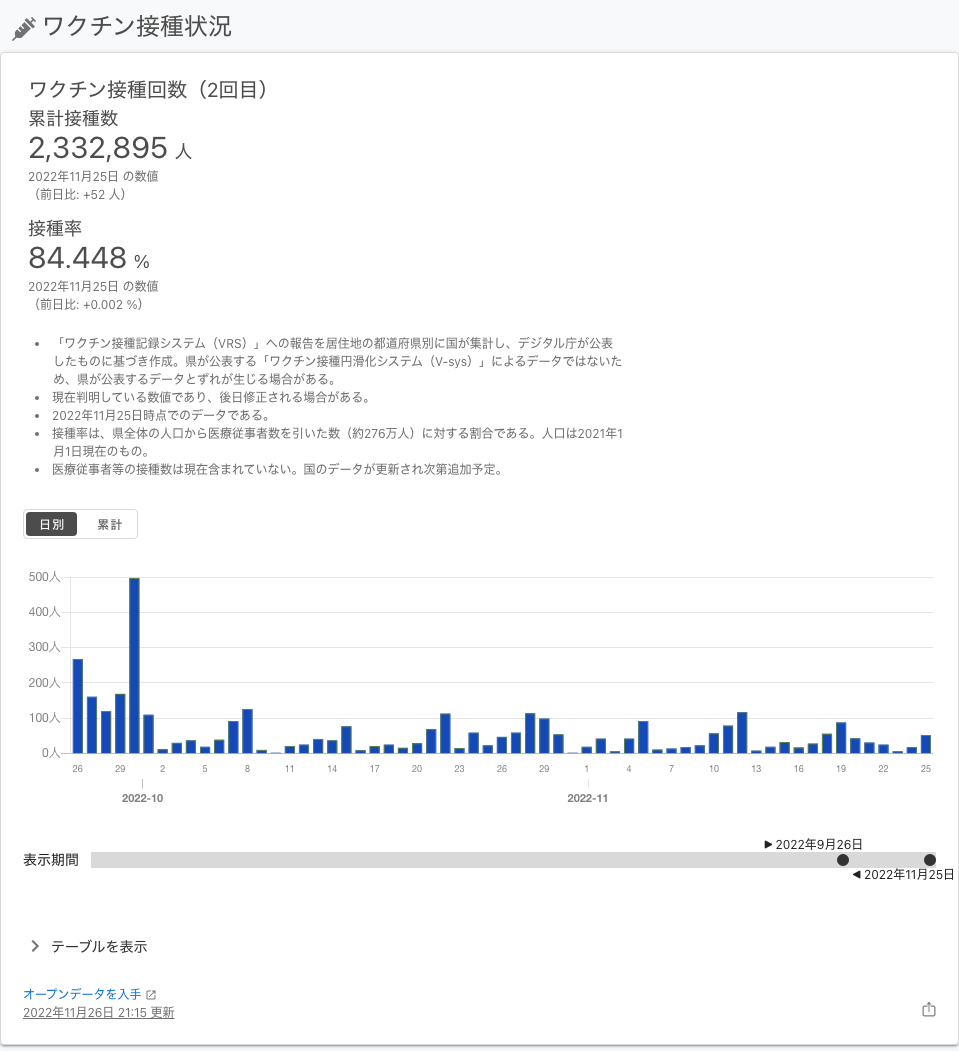 ワクチン接種状況
ワクチン接種回数（2回目）
累計接種数
2,332,895 人
2022年11月25日 の数値
（前日比: +52 人）
接種率
84.448 %
2022年11月25日 の数値
（前日比: +0.002 %）
• 「ワクチン接種記録システム（VRS）」への報告を居住地の都道府県別に国が集計し、デジタル庁が公表
したものに基づき作成。県が公表する「ワクチン接種円滑化システム（V-sys）」によるデータではないた
め、県が公表するデータとずれが生じる場合がある。
• 現在判明している数値であり、後日修正される場合がある。
• 2022年11月25日時点でのデータである。
• 接種率は、県全体の人口から医療従事者数を引いた数（約276万人）に対する割合である。人口は2021年1
月1日現在のもの。
• 医療従事者等の接種数は現在含まれていない。国のデータが更新され次第追加予定。
日別 累計
500人
400人
300人
200人
100人
0人
26 29 2 5 8 11 14 17 20 23 26 29 1 4 7 10 13 16 19 22 25
2022-10 2022-11
▶ 2022年9月26日
表示期間
◀ 2022年11月25日
テーブルを表示
オープンデータを入手
2022年11月26日 21:15 更新